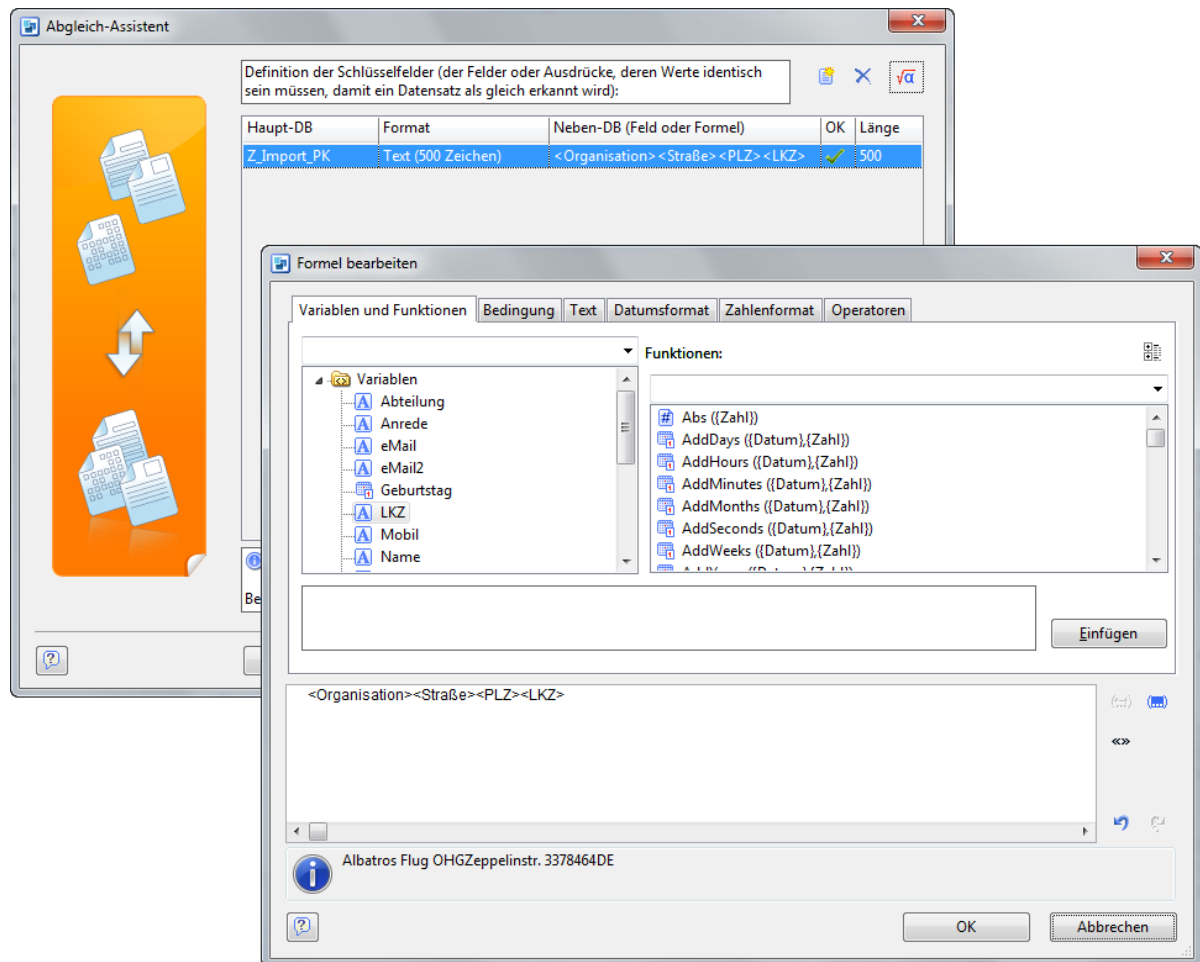 Abgleich-Assistent
Definition der Schlüsselfelder (der Felder oder Ausdrücke, deren Werte identisch
sein müssen, damit ein Datensatz als gleich erkannt wird):
Haupt-DB Format Neben-DB (Feld oder Formel) OK Länge
Z_Import_PK Text (500 Zeichen) <Organisation><Straße><PLZ><LKZ> 500
Formel bearbeiten
Variablen und Funktionen Bedingung Text Datumsformat Zahlenformat Operatoren
Funktionen:
Variablen
Abteilung
Anrede
eMail
eMail2
Geburtstag
LKZ
Mobil
Name
Abs ({Zahl})
AddDays ({Datum},{Zahl})
AddHours ({Datum},{Zahl})
AddMinutes ({Datum},{Zahl})
AddMonths ({Datum},{Zahl})
AddSeconds ({Datum},{Zahl})
AddWeeks ({Datum},{Zahl})
Be
Einfügen
<Organisation><Straße><PLZ><LKZ>
Albatros Flug OHGZeppelinstr. 3378464DE
OK Abbrechen